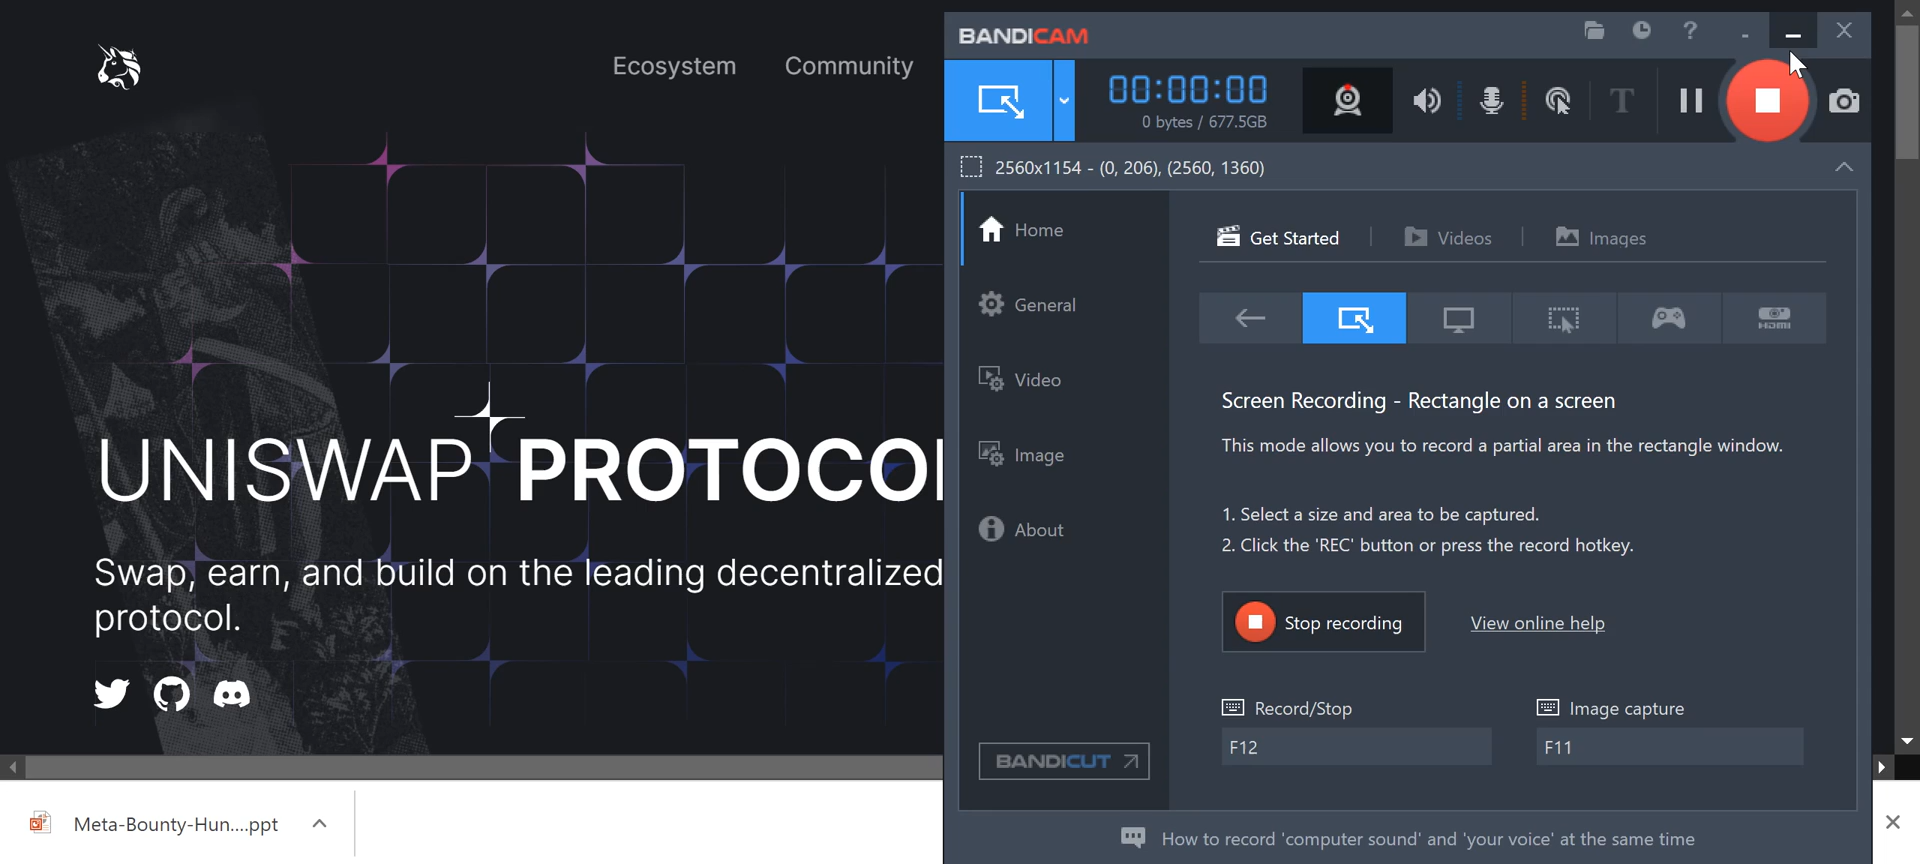 Ecosystem
Community
UNISWAP PROTOCOL
Swap, earn, and build on the leading decentralized
protocol.
Meta-Bounty-Hun....ppt
BANDICAM
00:00:00
0 bytes / 677.5GB
T
2560x1154 - (0, 206), (2560, 1360)
Home
General
Video
Image
About
BANDICUT
Get Started
Videos
Images
HDMI
Screen Recording - Rectangle on a screen
This mode allows you to record a partial area in the rectangle window.
1. Select a size and area to be captured.
2. Click the 'REC' button or press the record hotkey.
Stop recording
View online help
Record/Stop
F12
Image capture
F11
How to record 'computer sound' and 'your voice' at the same time